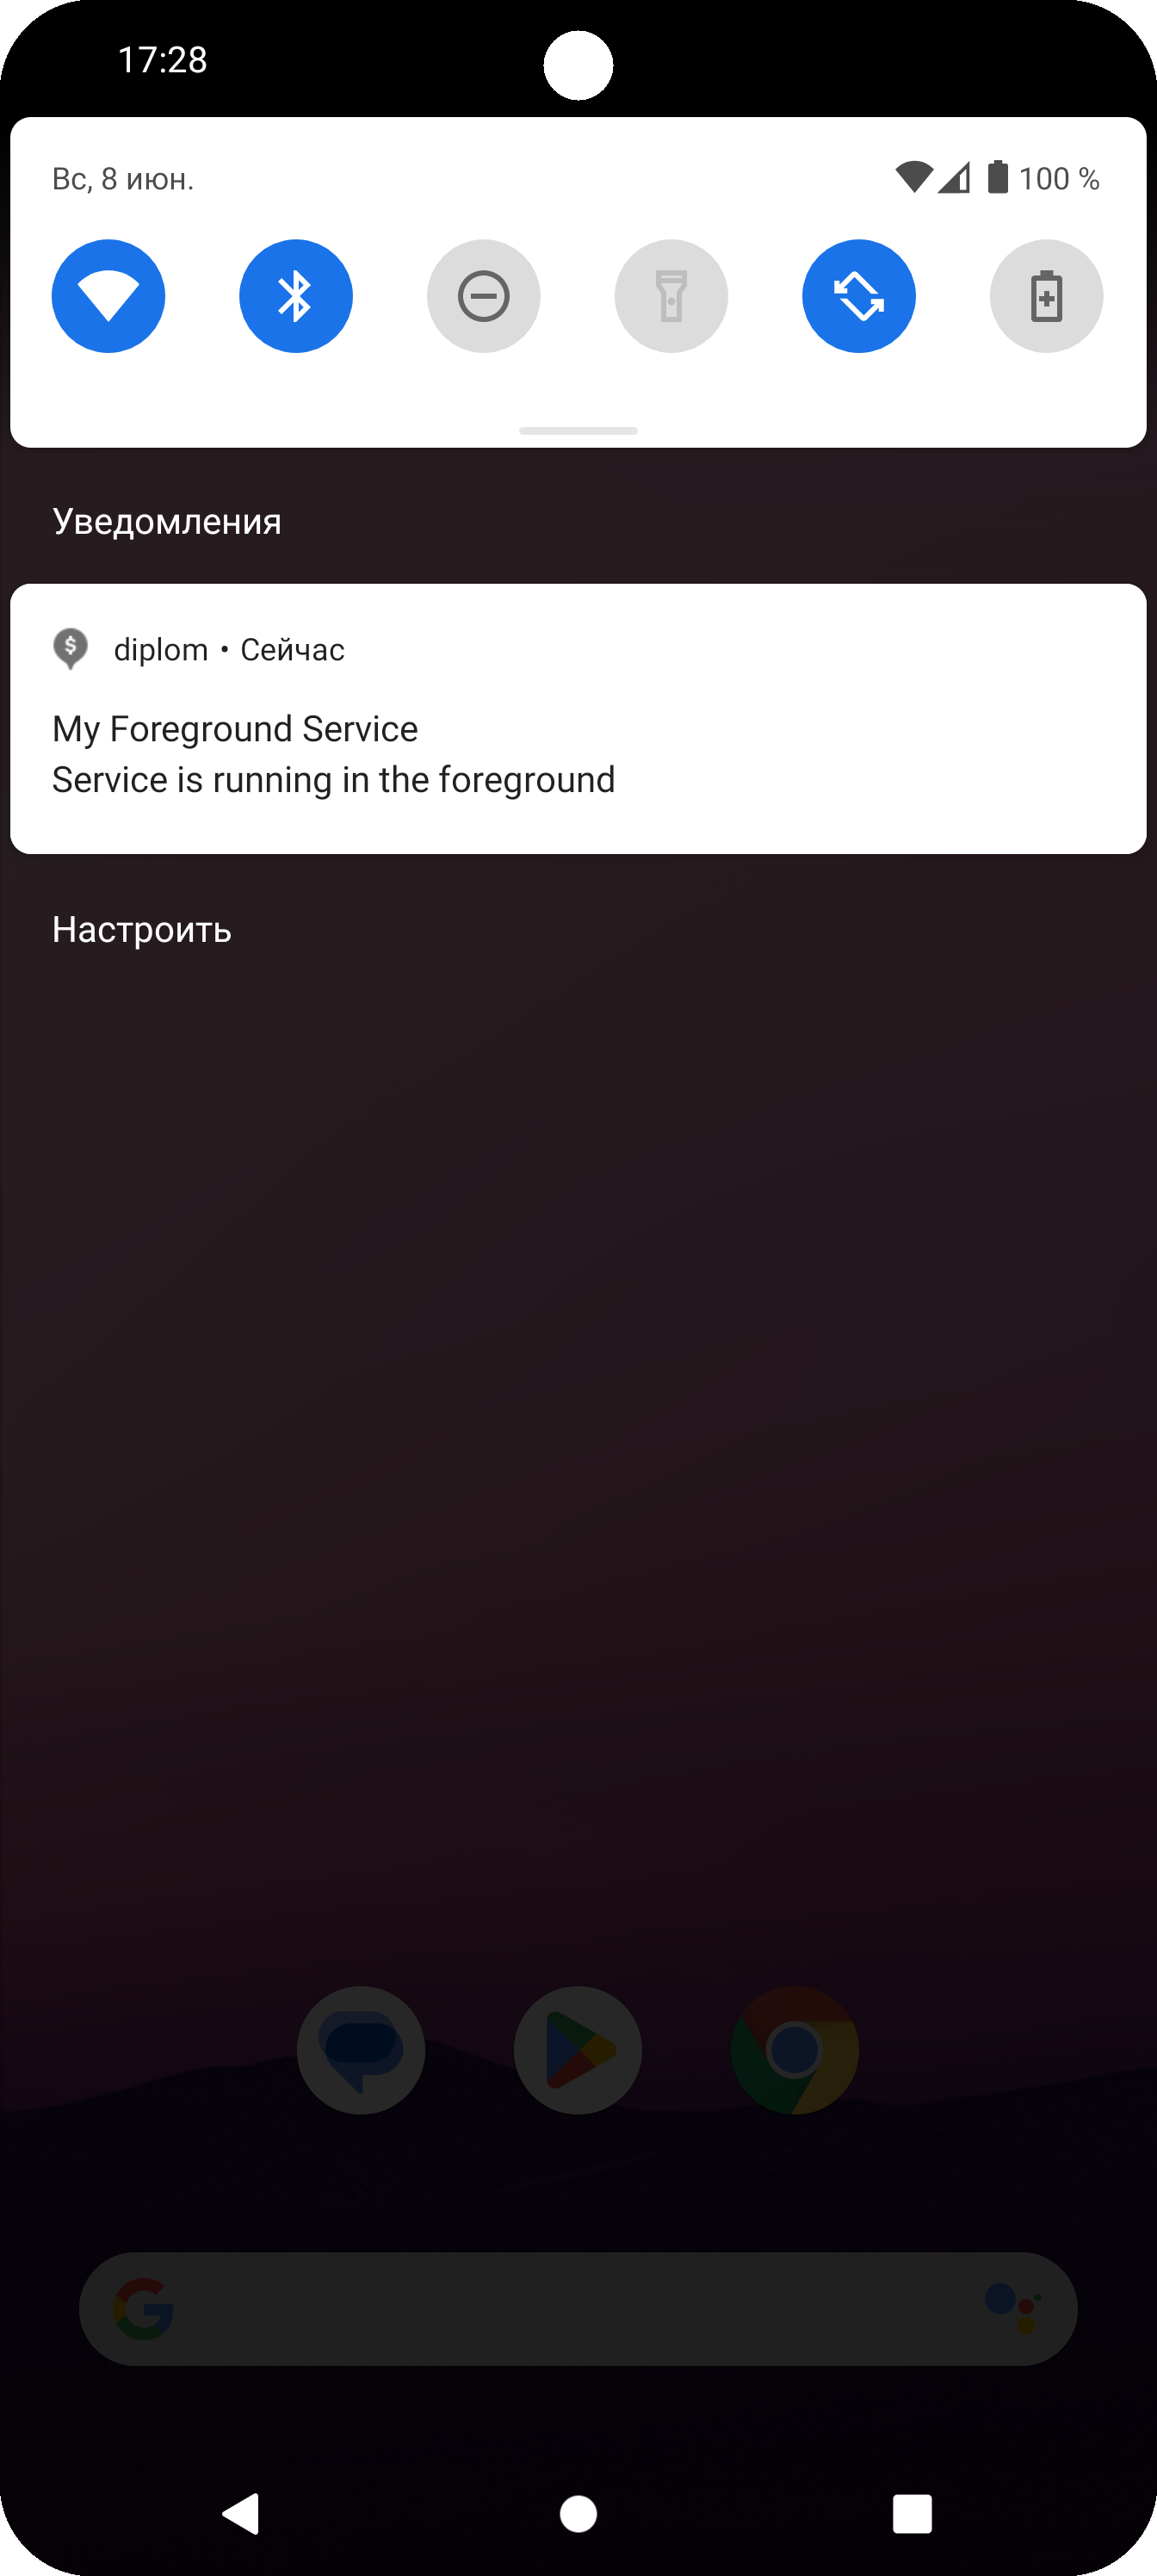 17:28
Вс, 8 июн.
100 %
Уведомления
diplom • Сейчас
My Foreground Service
Service is running in the foreground
Настроить